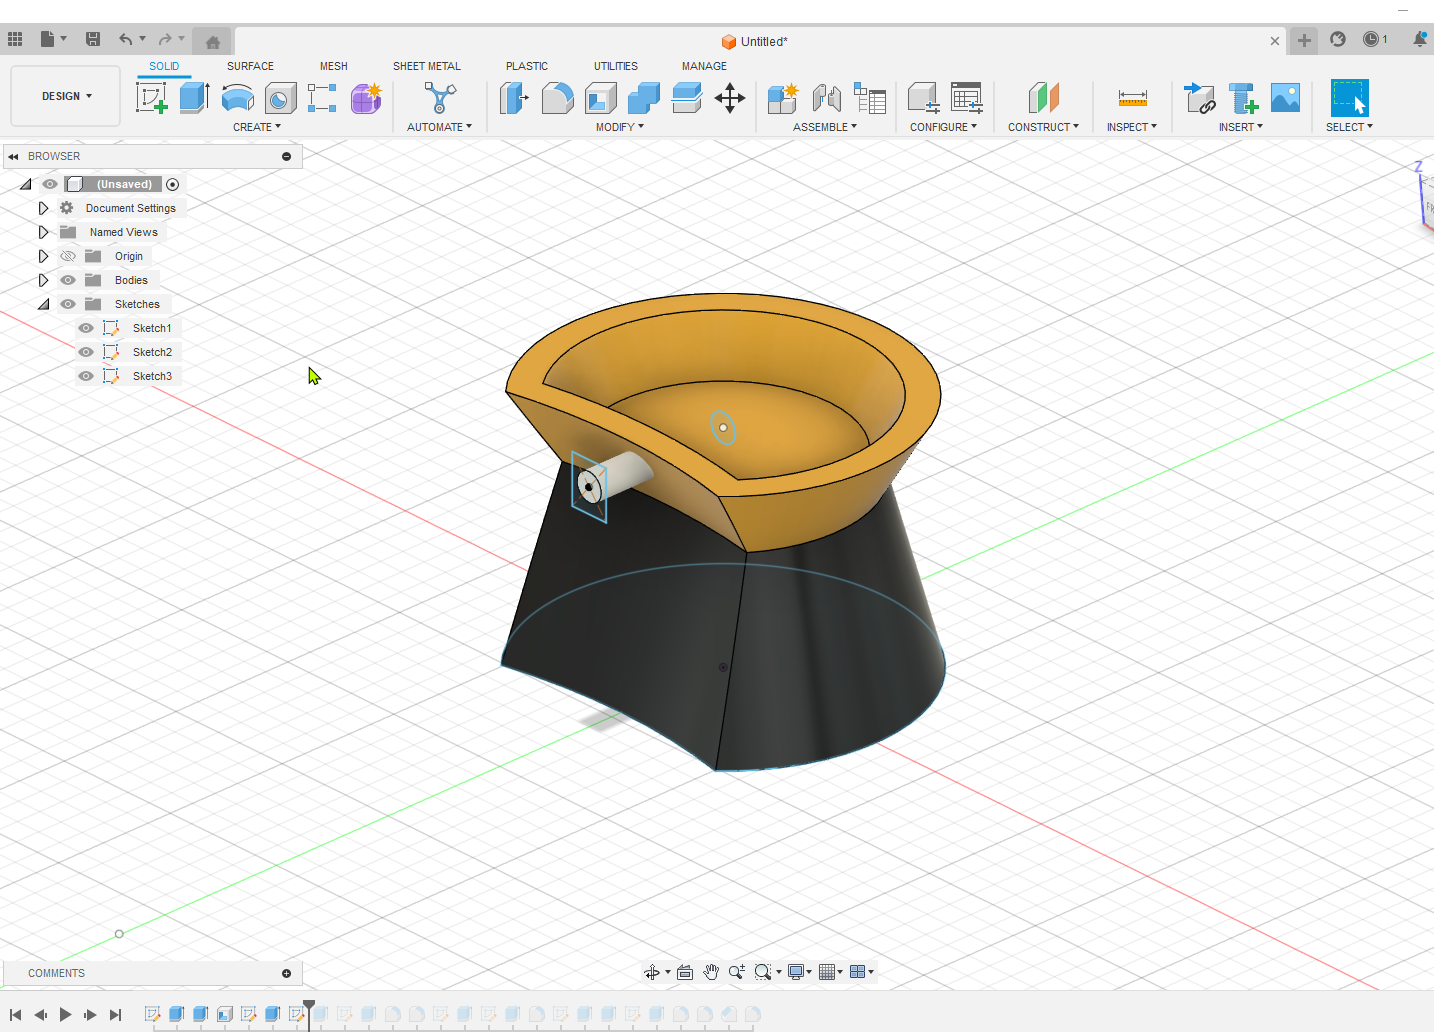 Untitled*
1
SOLID SURFACE MESH SHEET METAL PLASTIC UTILITIES MANAGE
DESIGN
CREATE AUTOMATE MODIFY ASSEMBLE CONFIGURE CONSTRUCT INSPECT INSERT SELECT
BROWSER
(Unsaved)
Document Settings
Named Views
Origin
Bodies
Sketches
Sketch1
Sketch2
Sketch3
Z
COMMENTS